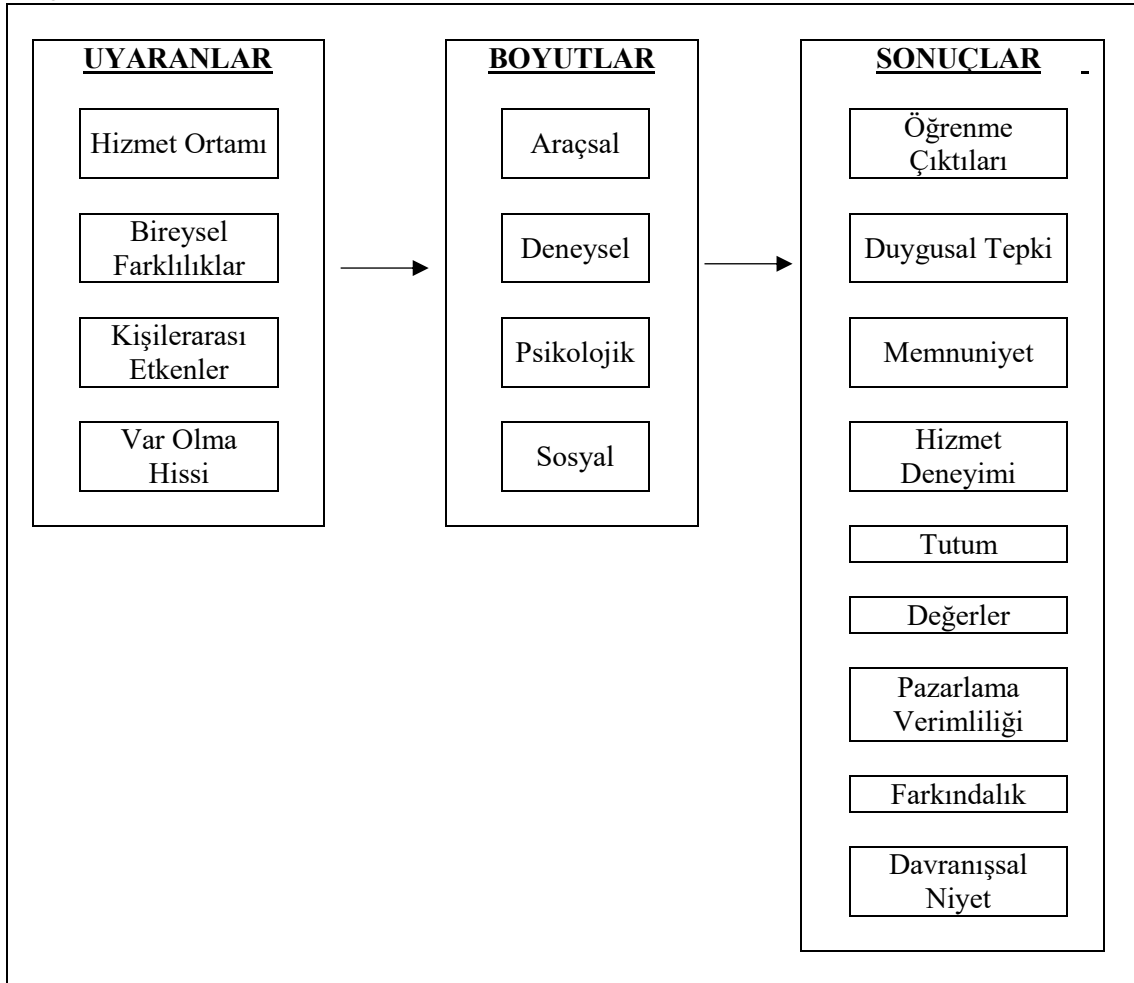 UYARANLAR
Hizmet Ortamı
Bireysel
Farklılıklar
Kişilerarası
Etkenler
Var Olma
Hissi
BOYUTLAR
Araçsal
Deneysel
Psikolojik
Sosyal
SONUÇLAR
Öğrenme
Çıktıları
Duygusal Tepki
Memnuniyet
Hizmet
Deneyimi
Tutum
Değerler
Pazarlama
Verimliliği
Farkındalık
Davranışsal
Niyet